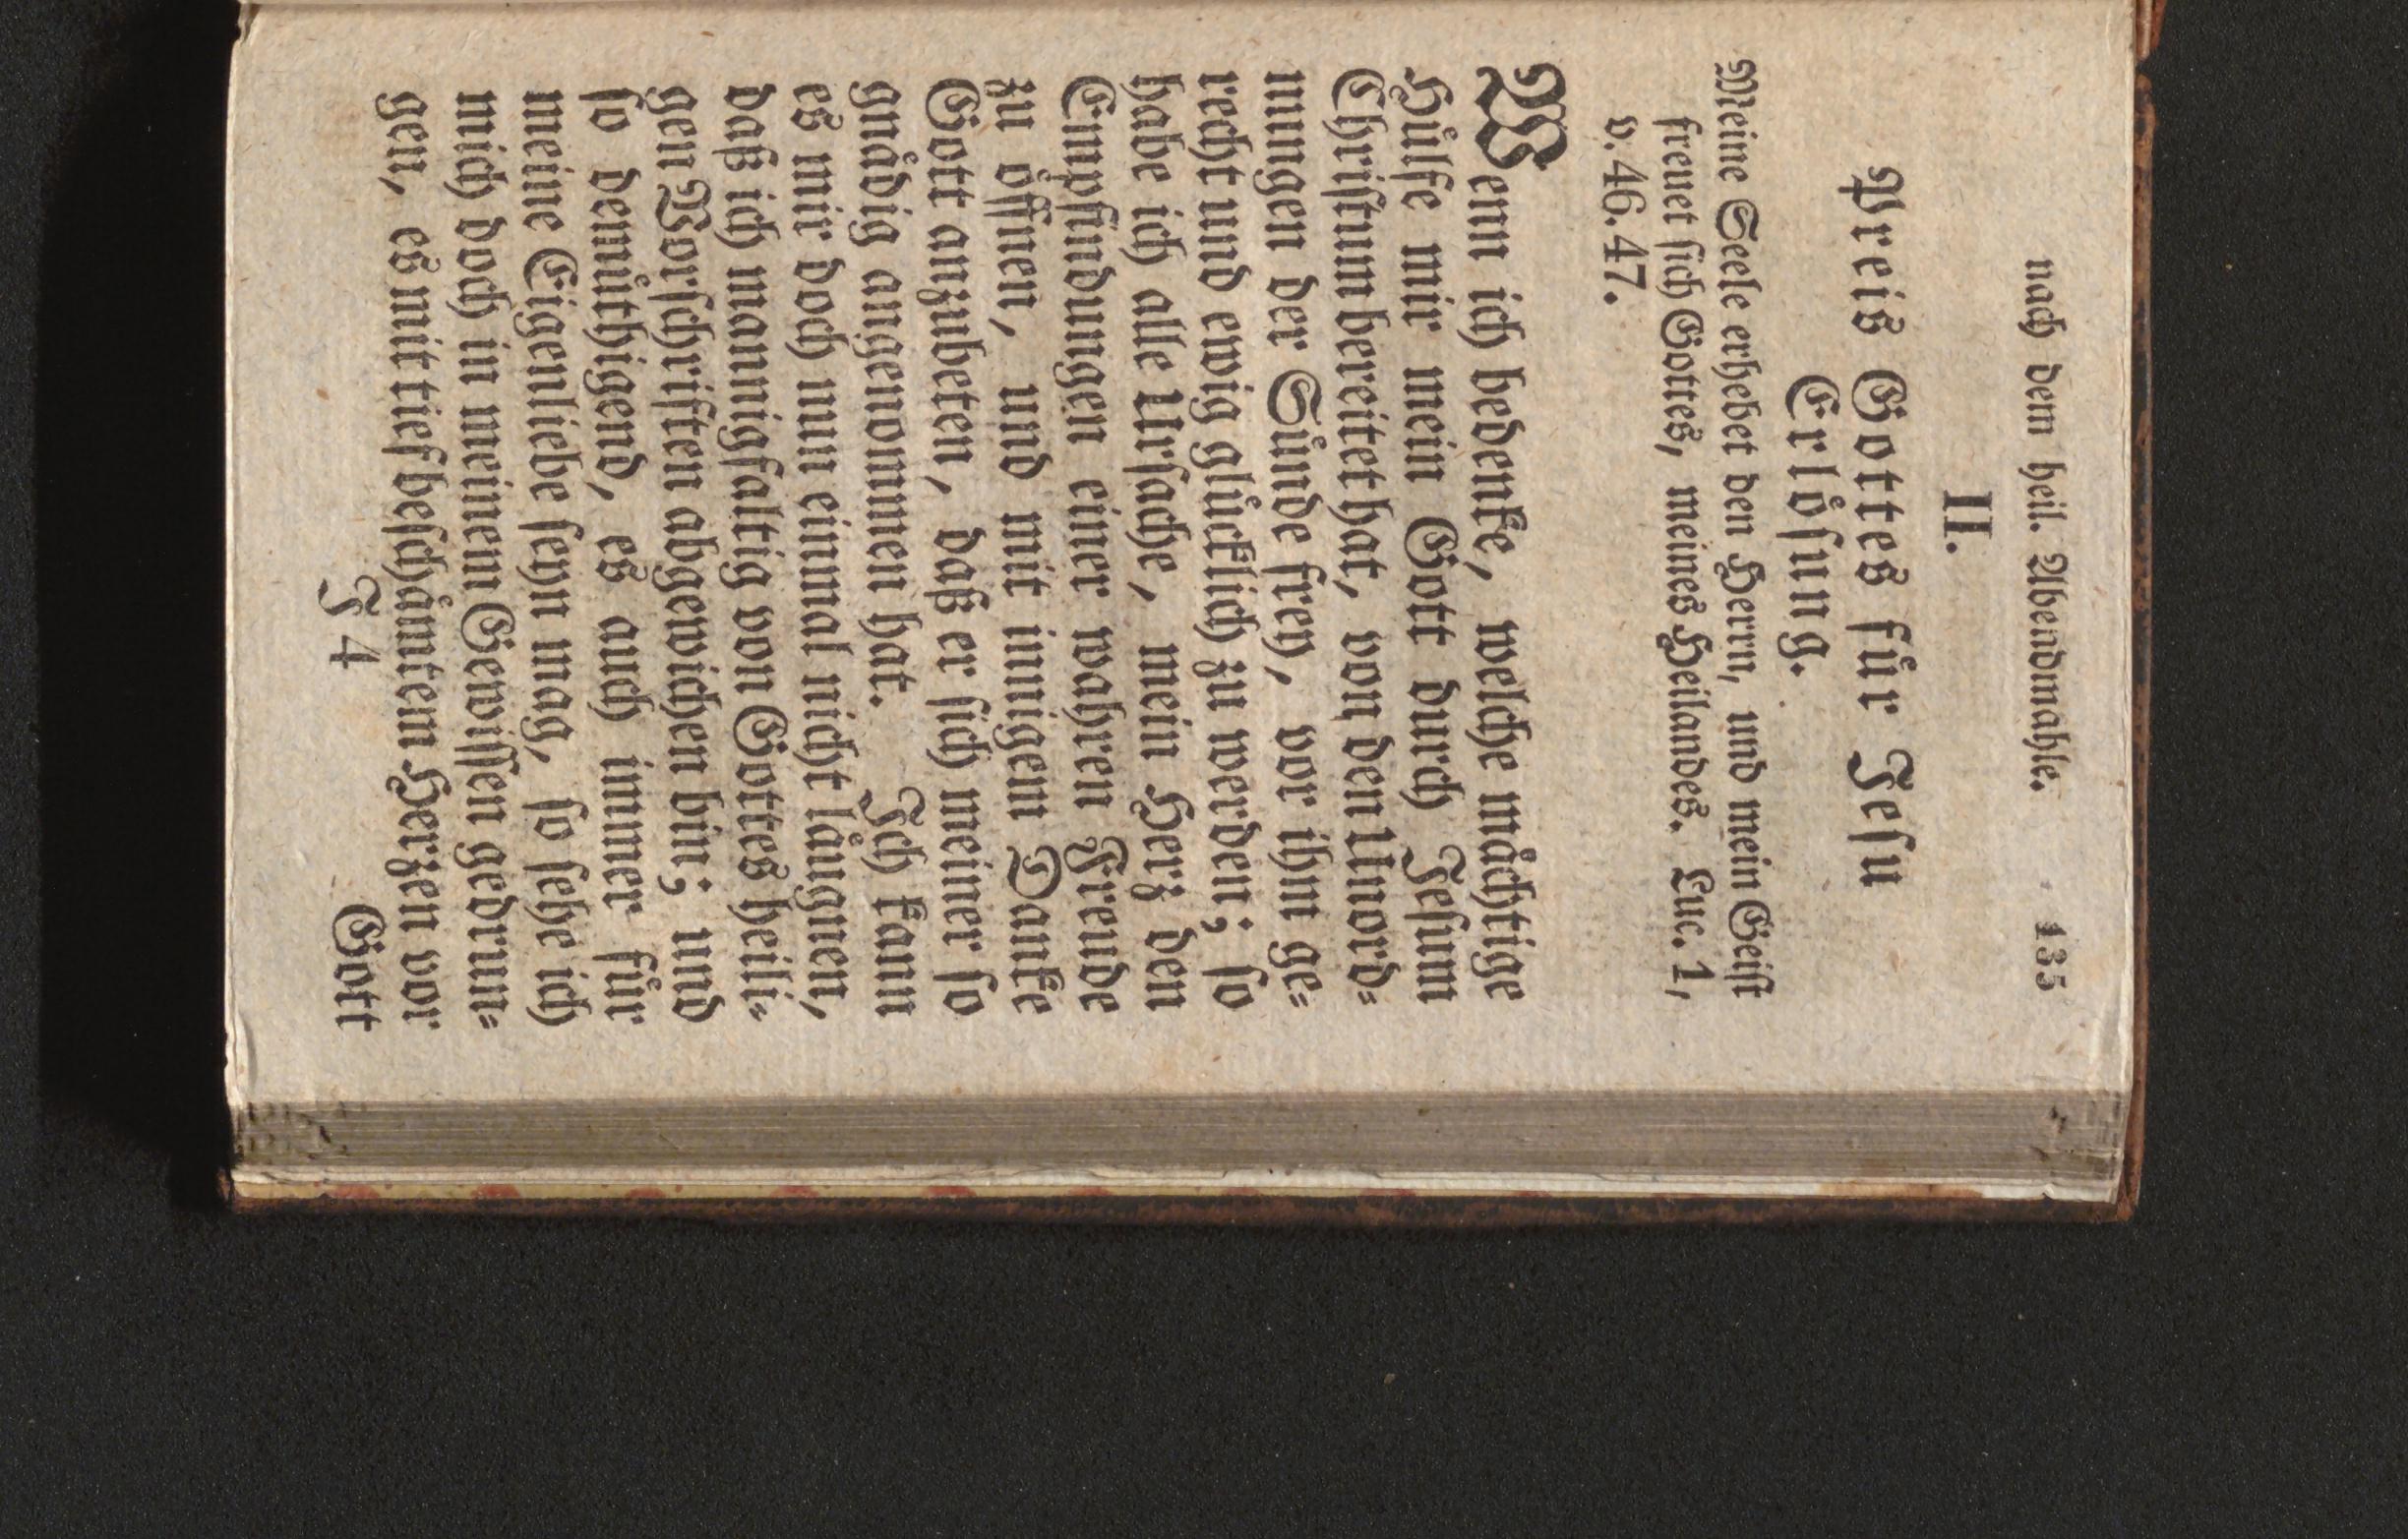 nach dem heil. Abendmahle. 135
II.
Preis Gottes für Jesu
Erlösung.
Meine Seele erhebet den Herrn, und mein Geist
freuet sich Gottes, meines Heilandes. Luc. 1,
v. 46. 47.
Wenn ich bedenke, welche mächtige
Hülfe mir mein Gott durch Jesum
Christum bereitet hat, von den Unord-
nungen der Sünde frey, vor ihm ge-
recht und ewig glücklich zu werden; so
habe ich alle Ursache, mein Herz den
Empfindungen einer wahren Freude
zu öffnen, und mit innigem Danke
Gott anzubeten, daß er sich meiner so
gnädig angenommen hat. Ich kann
es mir doch nun einmal nicht läugnen,
daß ich mannigfaltig von Gottes heili-
gen Vorschriften abgewichen bin; und
so demüthigend, es auch immer für
meine Eigenliebe seyn mag, so sehe ich
mich doch in meinem Gewissen gedrun-
gen, es mit tief beschämtem Herzen vor
J 4 Gott